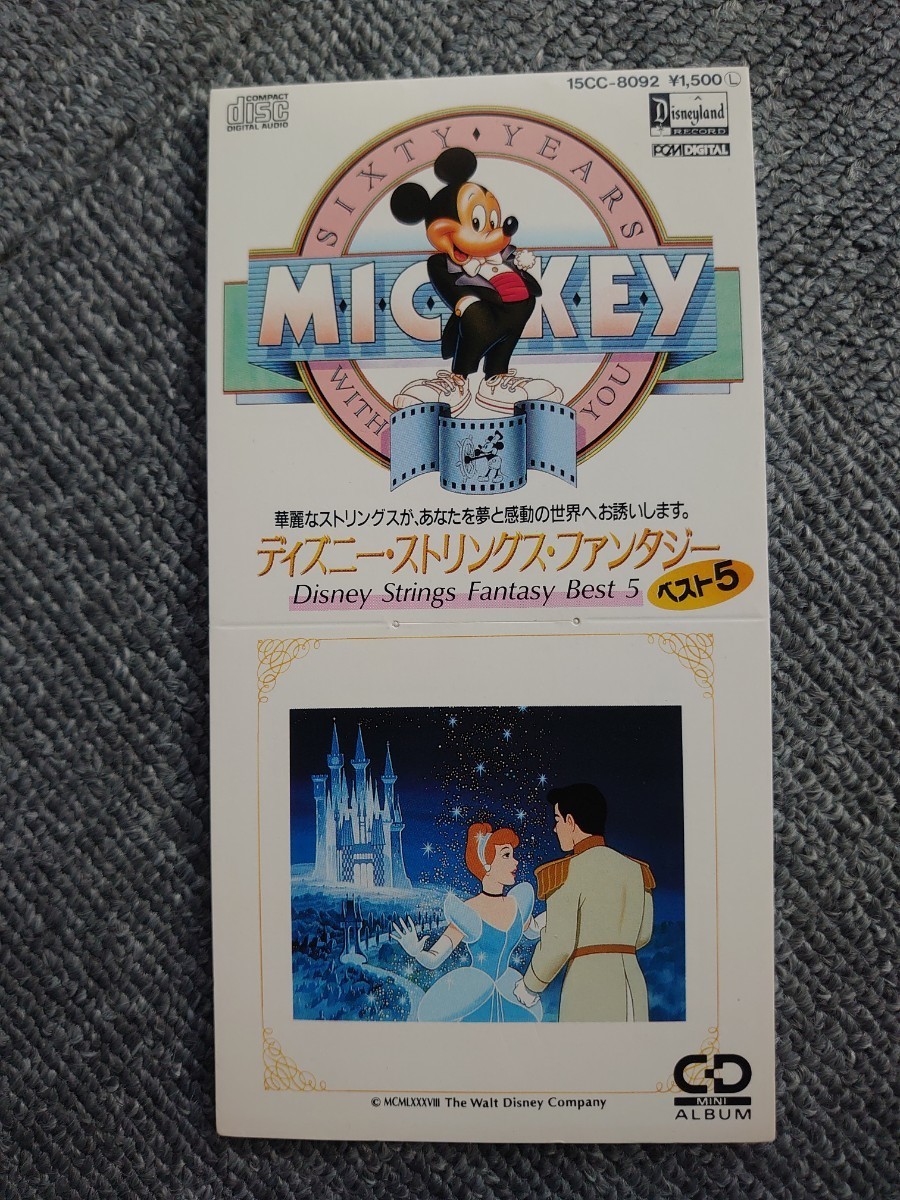 15CC-8092 ¥1,500 Ⓛ
COMPACT
disc
DIGITAL AUDIO
Disneyland
RECORD
PCM DIGITAL
SIXTY・YEARS
M・I・C・KEY
WITH YOU
華麗なストリングスが、あなたを夢と感動の世界へお誘いします。
ディズニー・ストリングス・ファンタジー
Disney Strings Fantasy Best 5
ベスト5
© MCMLXXXVIII The Walt Disney Company
CD
MINI
ALBUM